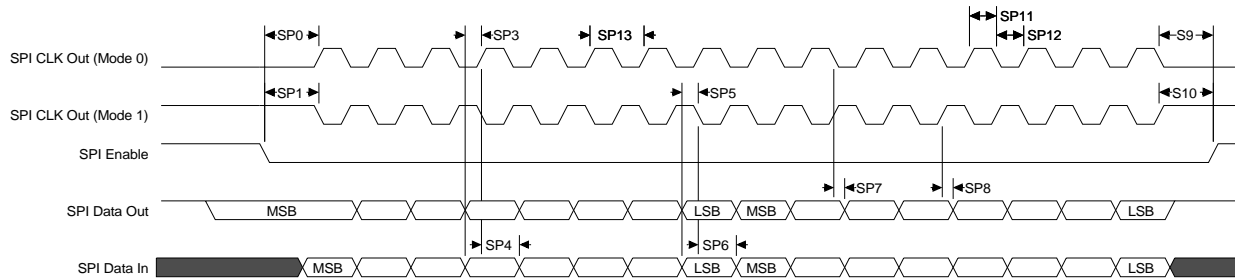 SP11
SP0 SP3 SP13 SP12 S9
SPI CLK Out (Mode 0)
SP1 SP5 S10
SPI CLK Out (Mode 1)
SPI Enable
SP7 SP8
SPI Data Out MSB LSB MSB LSB
SP4 SP6
SPI Data In MSB LSB MSB LSB